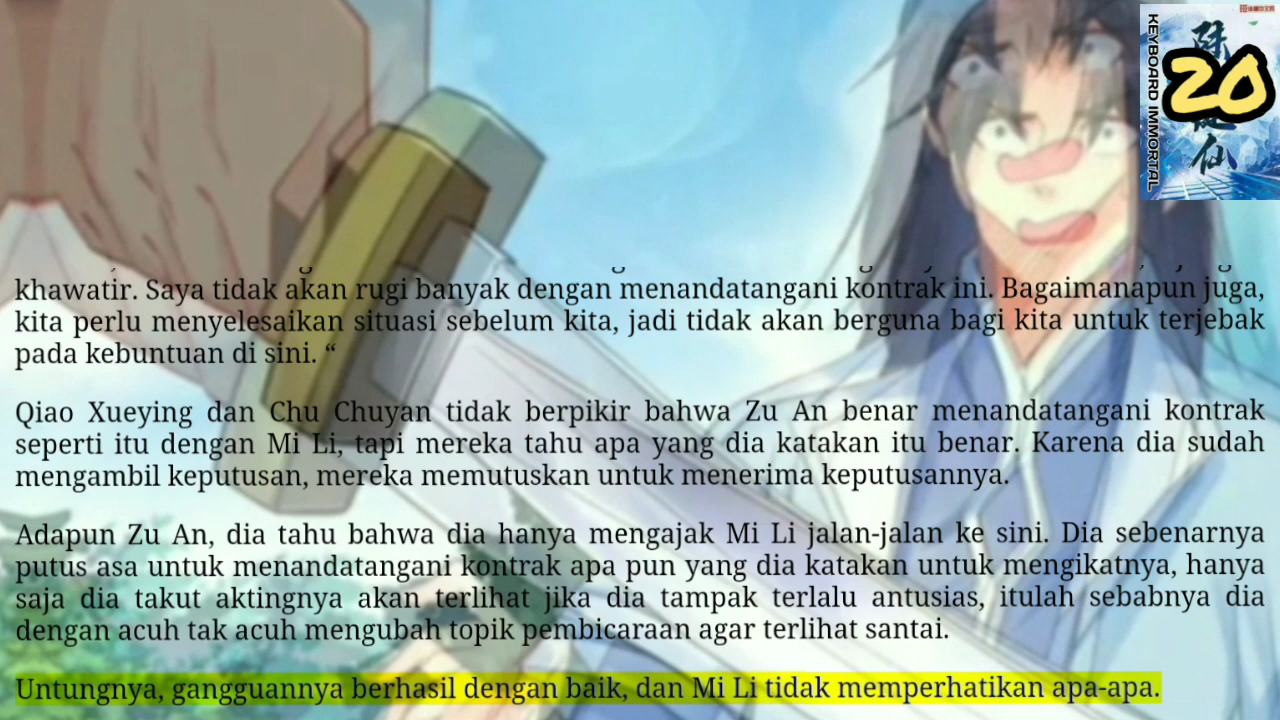 KEYBOARD IMMORTAL
20
仙
khawatir. Saya tidak akan rugi banyak dengan menandatangani kontrak ini. Bagaimanapun juga,
kita perlu menyelesaikan situasi sebelum kita, jadi tidak akan berguna bagi kita untuk terjebak
pada kebuntuan di sini. “
Qiao Xueying dan Chu Chuyan tidak berpikir bahwa Zu An benar menandatangani kontrak
seperti itu dengan Mi Li, tapi mereka tahu apa yang dia katakan itu benar. Karena dia sudah
mengambil keputusan, mereka memutuskan untuk menerima keputusannya.
Adapun Zu An, dia tahu bahwa dia hanya mengajak Mi Li jalan-jalan ke sini. Dia sebenarnya
putus asa untuk menandatangani kontrak apa pun yang dia katakan untuk mengikatnya, hanya
saja dia takut aktingnya akan terlihat jika dia tampak terlalu antusias, itulah sebabnya dia
dengan acuh tak acuh mengubah topik pembicaraan agar terlihat santai.
Untungnya, gangguannya berhasil dengan baik, dan Mi Li tidak memperhatikan apa-apa.